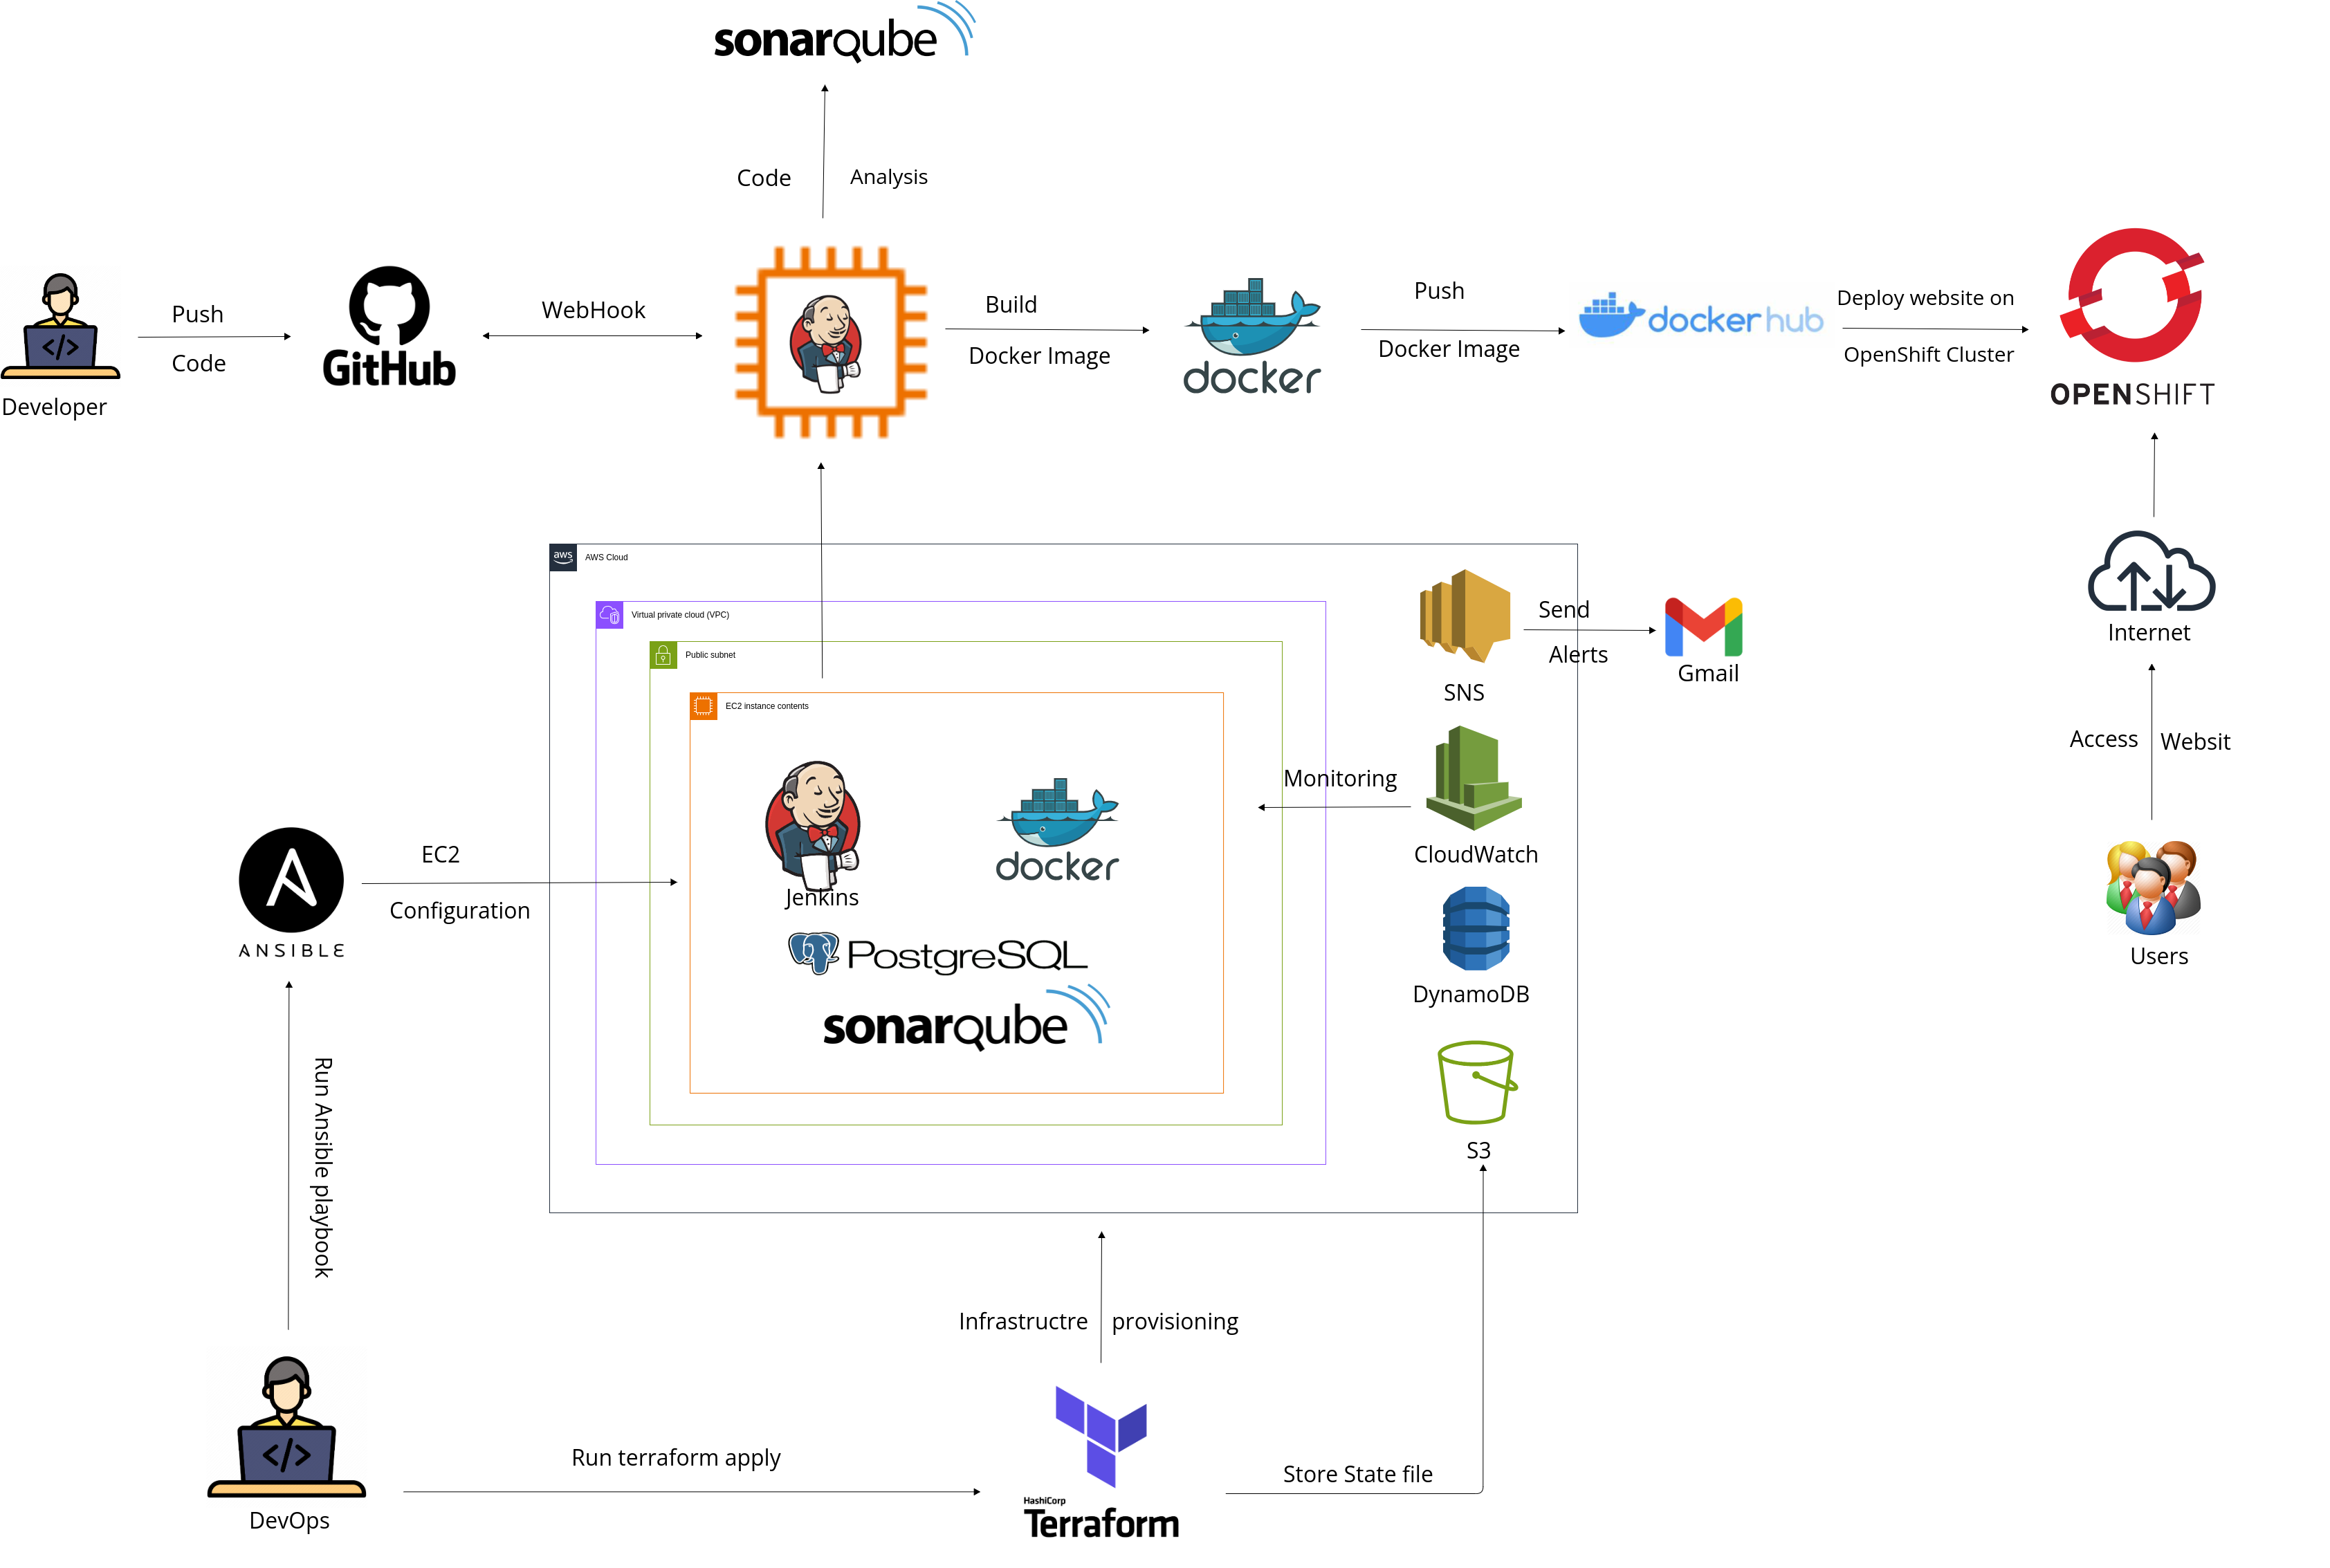 sonarqube
Code
Analysis
Push
Code
Developer
GitHub
WebHook
Build
Docker Image
docker
Push
Docker Image
dockerhub
Deploy website on
OpenShift Cluster
OPENSHIFT
aws
AWS Cloud
Virtual private cloud (VPC)
Public subnet
EC2 instance contents
Jenkins
docker
PostgreSQL
sonarqube
SNS
Send
Alerts
Gmail
Monitoring
CloudWatch
DynamoDB
S3
Internet
Access
Websit
Users
ANSIBLE
EC2
Configuration
Run Ansible playbook
DevOps
Run terraform apply
Infrastructre
provisioning
HashiCorp
Terraform
Store State file